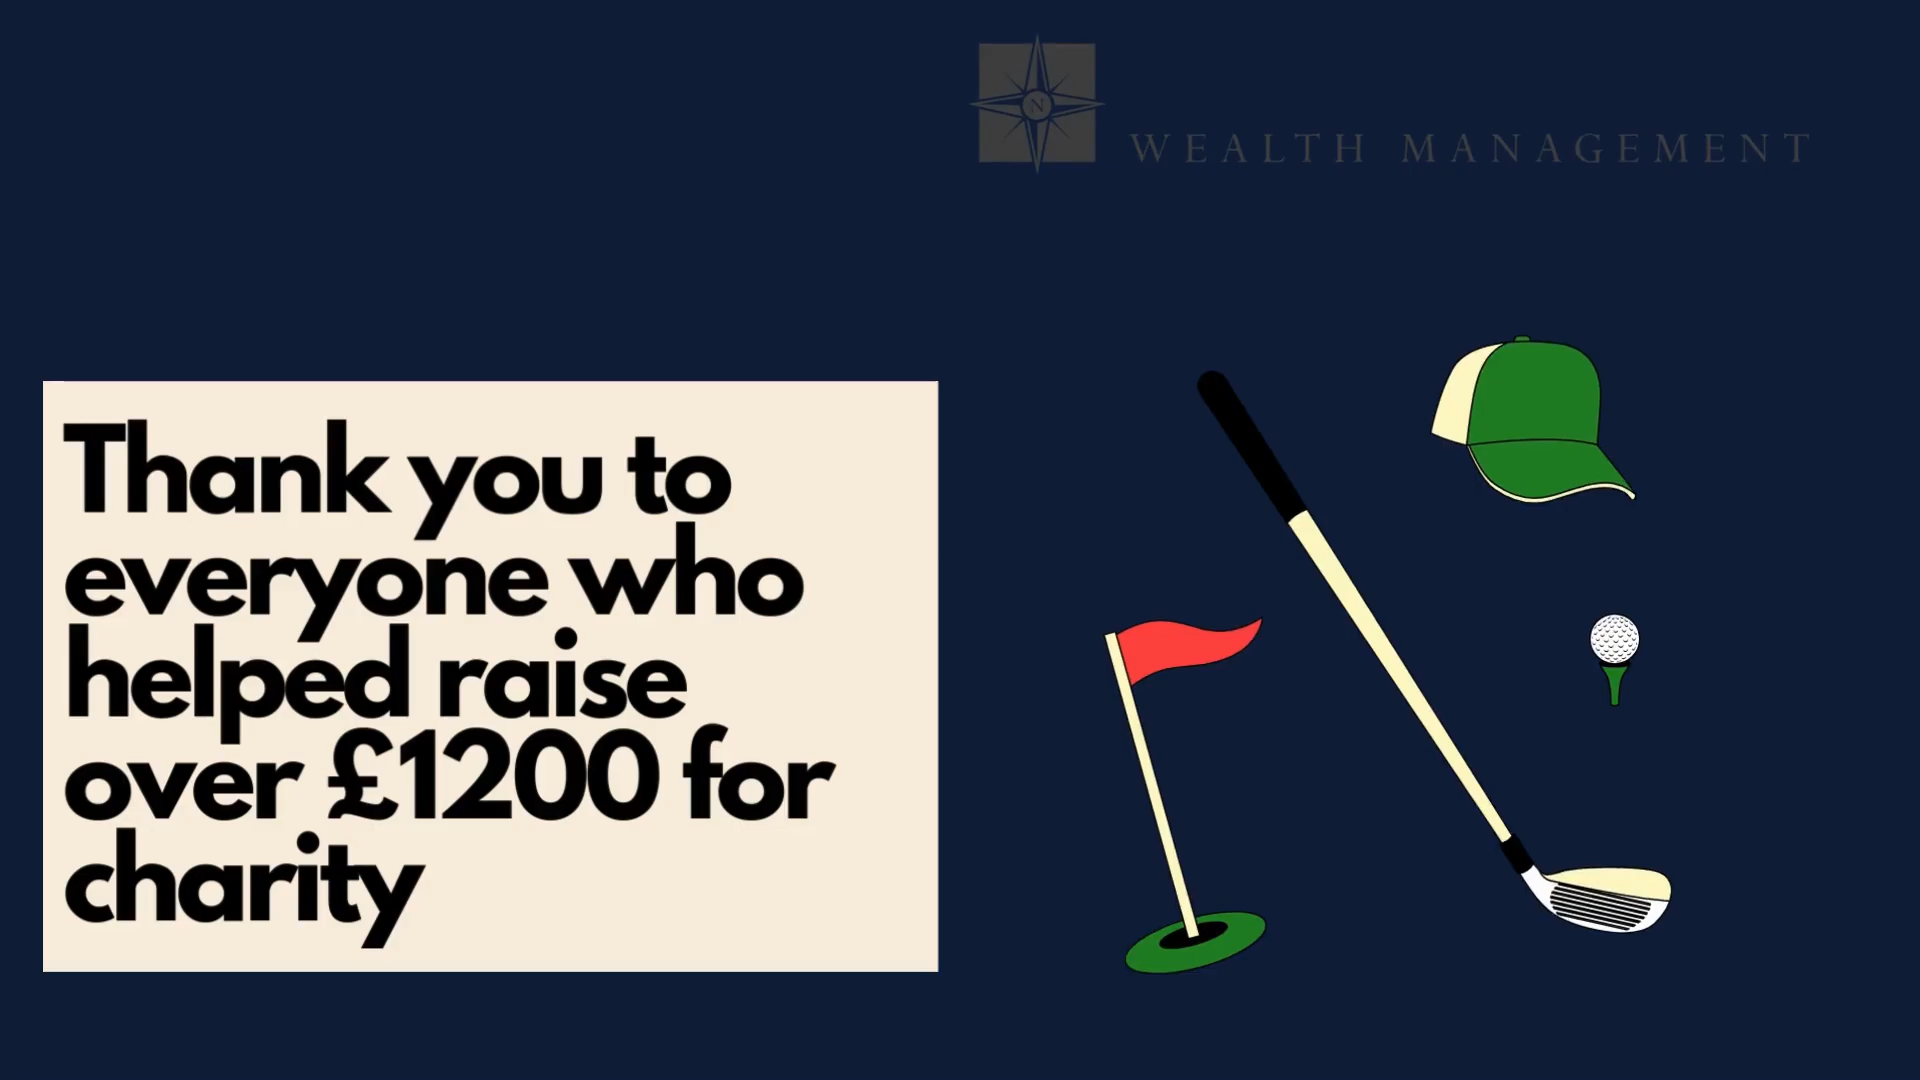 N
WEALTH MANAGEMENT
Thank you to
everyone who
helped raise
over £1200 for
charity